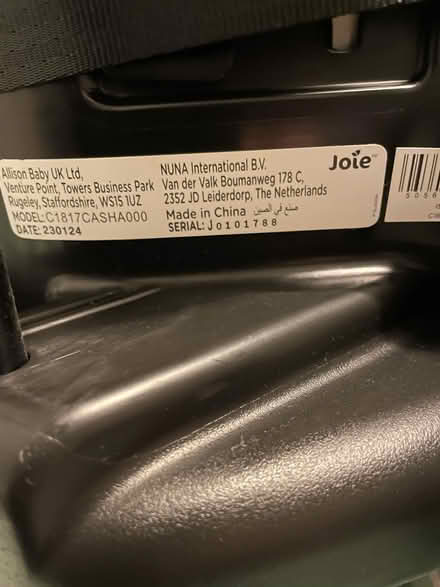 Allison Baby UK Ltd,
Venture Point, Towers Business Park
Rugeley, Staffordshire, WS15 1UZ
MODEL:C1817CASHA000
DATE: 230124
NUNA International B.V.
Van der Valk Boumanweg 178 C,
2352 JD Leiderdorp, The Netherlands
Made in China صنع في الصين
SERIAL: J0101788
Joie